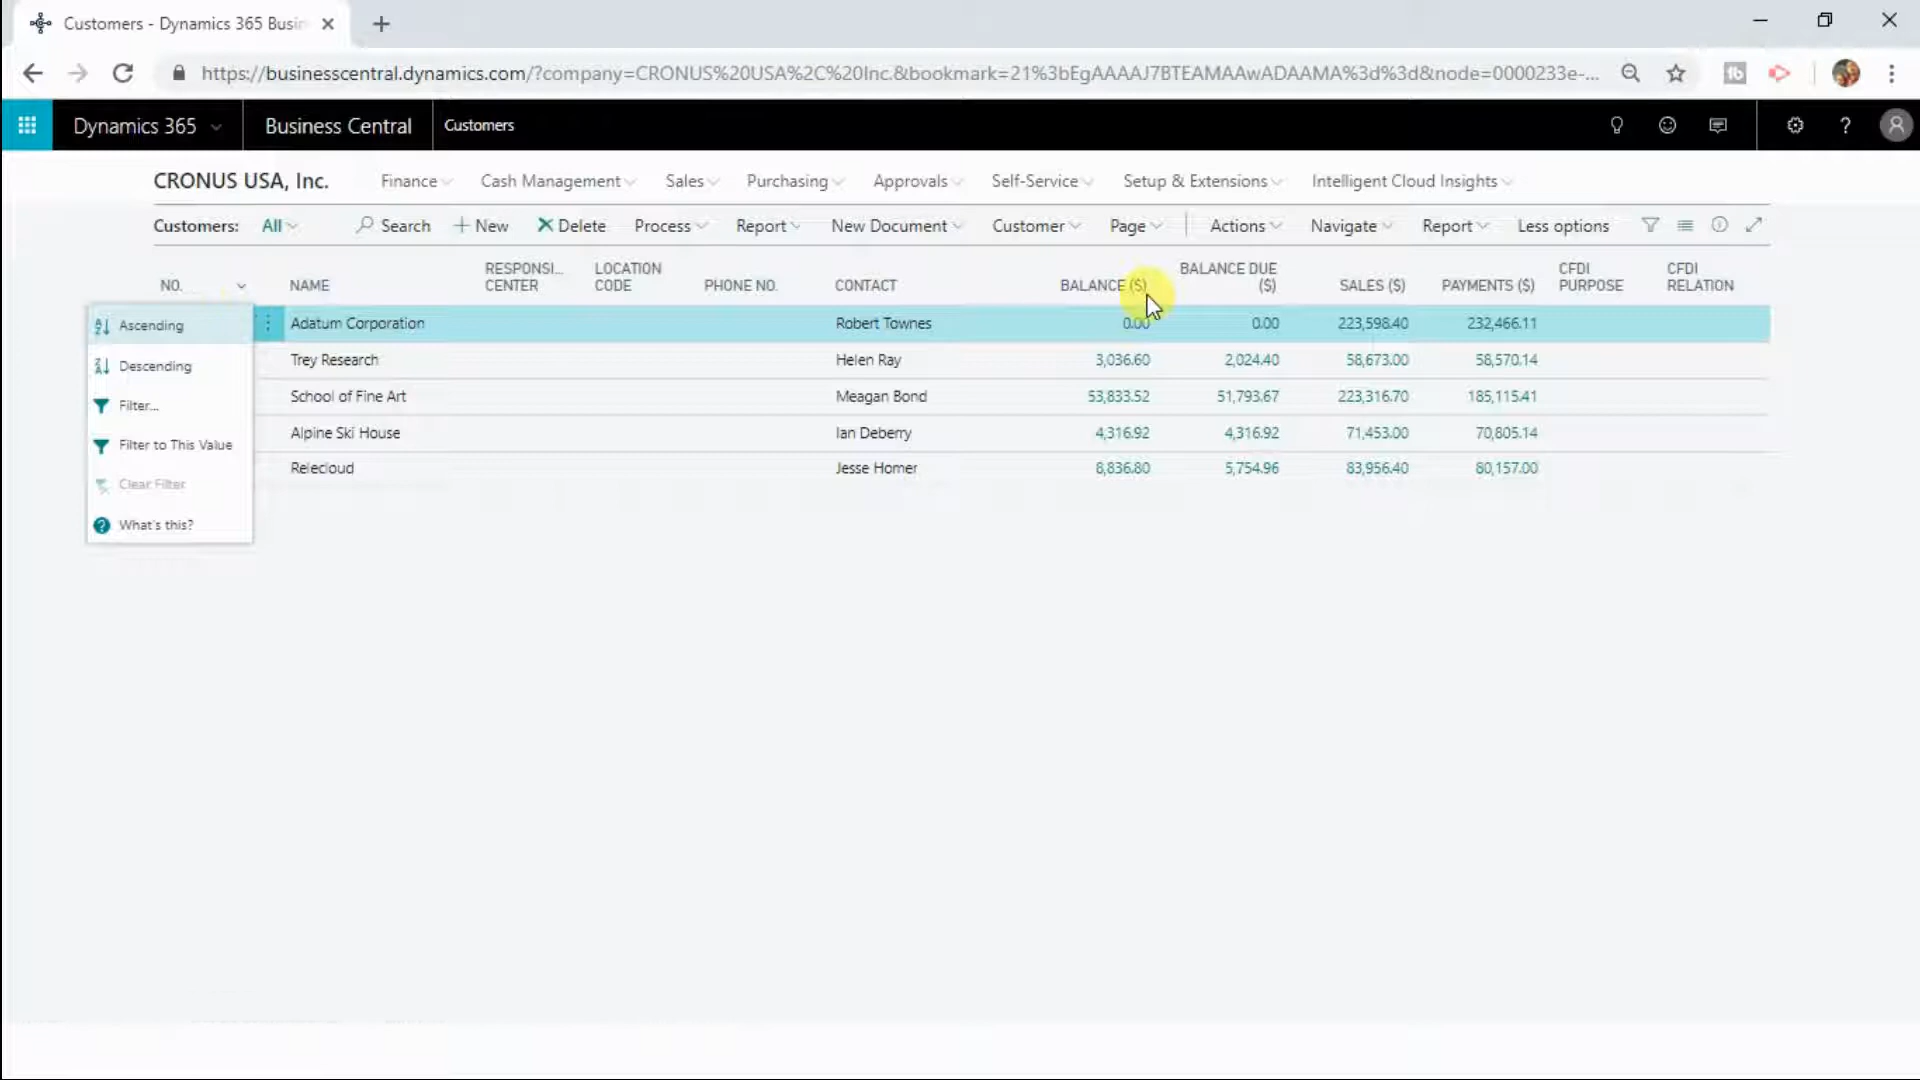 Customers - Dynamics 365 Busin
https://businesscentral.dynamics.com/?company=CRONUS%20USA%2C%20Inc.&bookmark=21%3bEgAAAAJ7BTEAMAAwADAAMA%3d%3d&node=0000233e-...
Dynamics 365 Business Central Customers
CRONUS USA, Inc. Finance Cash Management Sales Purchasing Approvals Self-Service Setup & Extensions Intelligent Cloud Insights
Customers: All Search New Delete Process Report New Document Customer Page Actions Navigate Report Less options
NO. NAME RESPONSI... CENTER LOCATION CODE PHONE NO. CONTACT BALANCE ($) BALANCE DUE ($) SALES ($) PAYMENTS ($) CFDI PURPOSE CFDI RELATION
Ascending
Descending
Filter...
Filter to This Value
Clear Filter
What's this?
Adatum Corporation Robert Townes 0.00 0.00 223,598.40 232,466.11
Trey Research Helen Ray 3,036.60 2,024.40 58,673.00 58,570.14
School of Fine Art Meagan Bond 53,833.52 51,793.67 223,316.70 185,115.41
Alpine Ski House Ian Deberry 4,316.92 4,316.92 71,453.00 70,805.14
Relecloud Jesse Homer 8,836.80 5,754.96 83,956.40 80,157.00